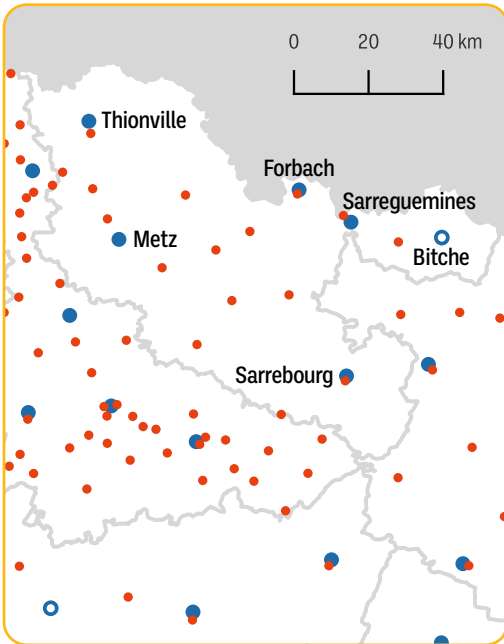 0 20 40 km
Thionville
Forbach
Sarreguemines
Metz
Bitche
Sarrebourg